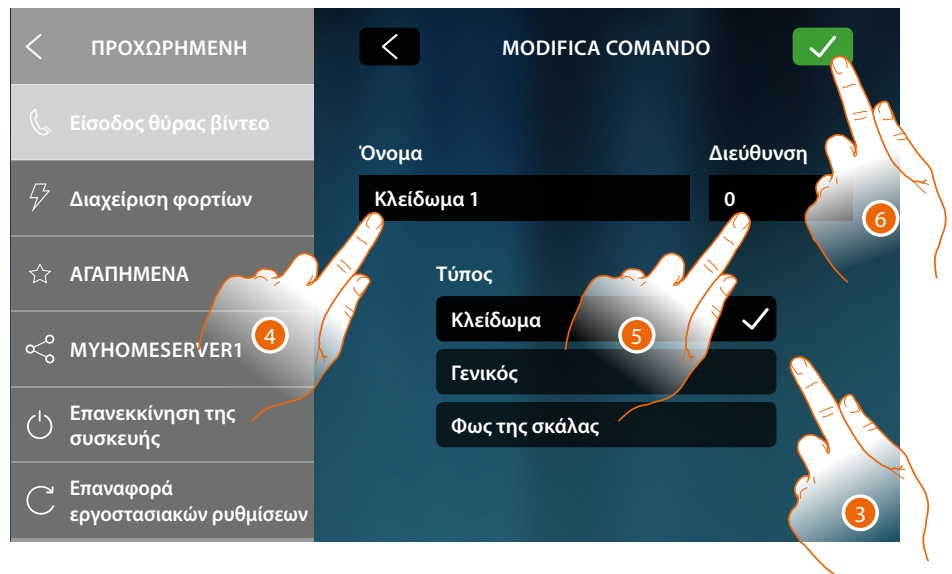 ΠΡΟΧΩΡΗΜΕΝΗ
Είσοδος θύρας βίντεο
Διαχείριση φορτίων
ΑΓΑΠΗΜΕΝΑ
MYHOMESERVER1
Επανεκκίνηση της
συσκευής
Επαναφορά
εργοστασιακών ρυθμίσεων
MODIFICA COMANDO
Όνομα
Διεύθυνση
Κλείδωμα 1
0
6
Τύπος
Κλείδωμα
4
5
Γενικός
Φως της σκάλας
3